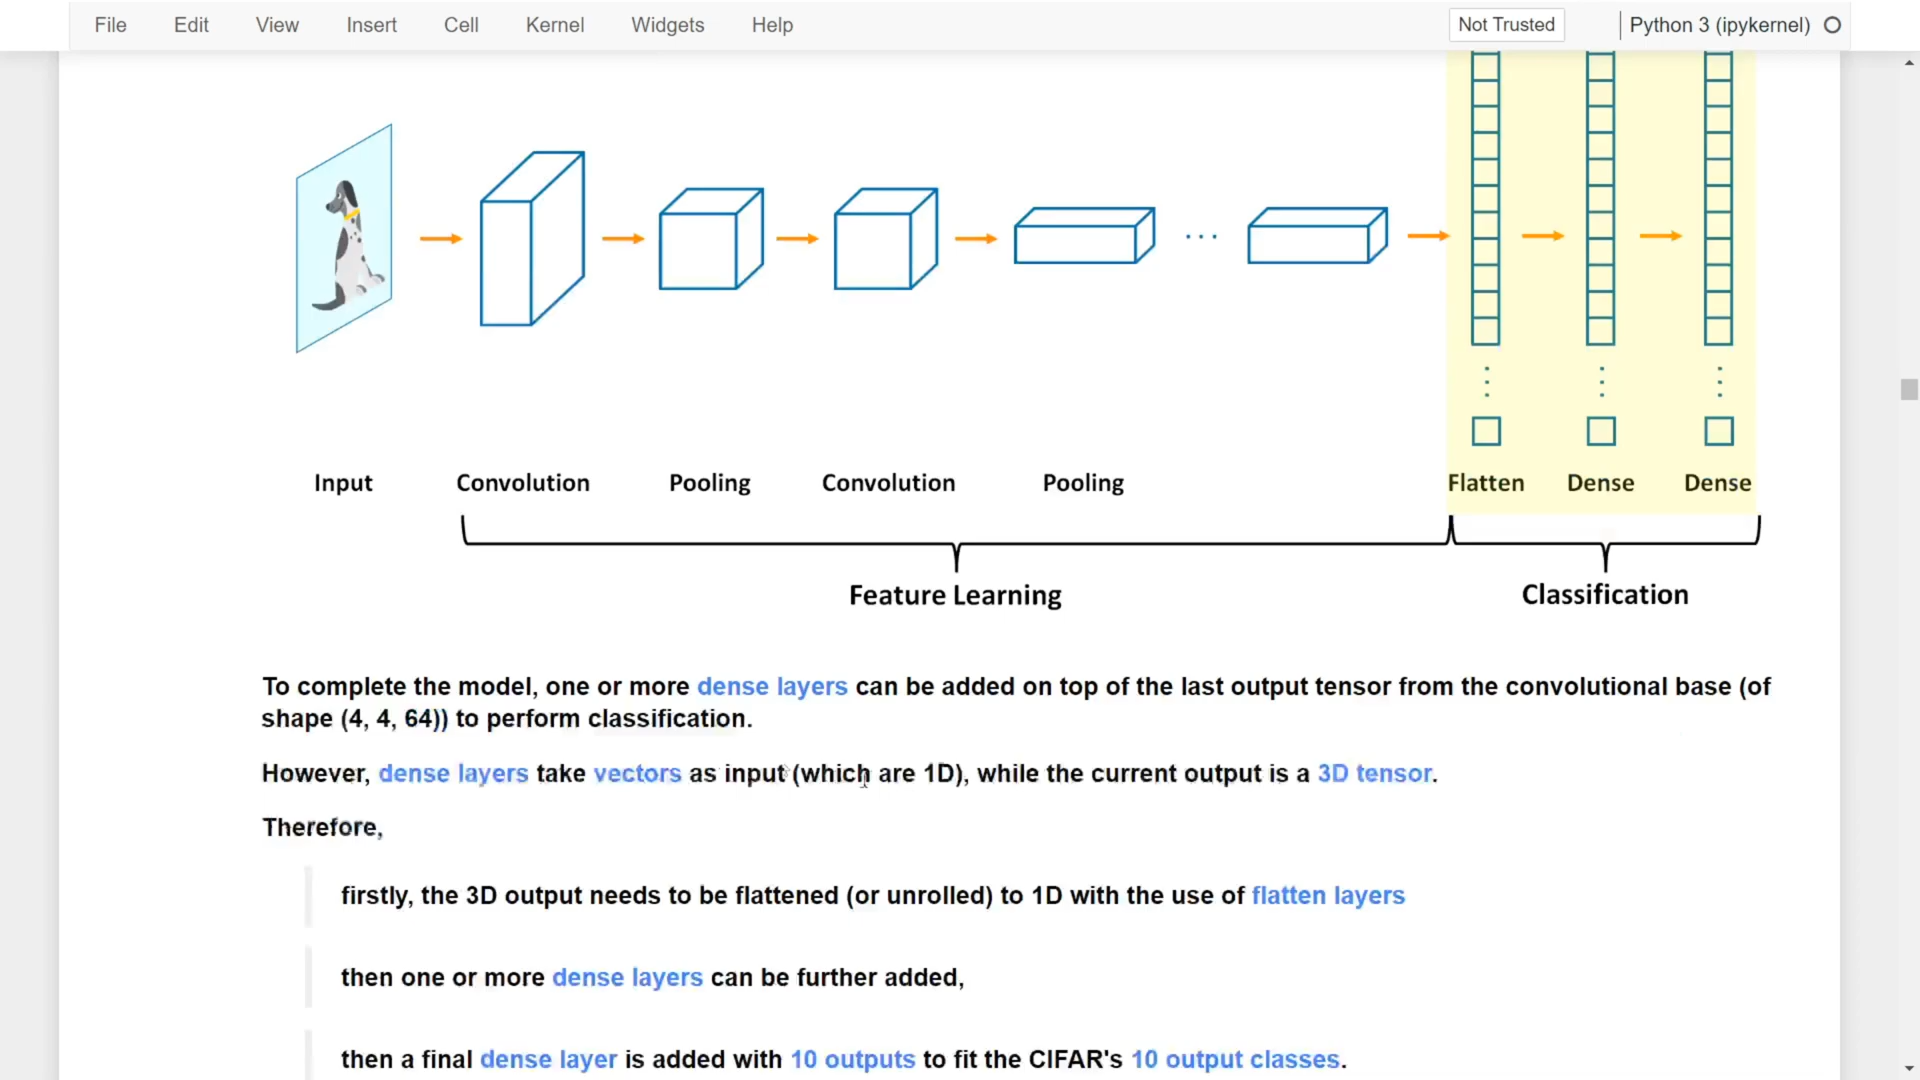 File Edit View Insert Cell Kernel Widgets Help Not Trusted Python 3 (ipykernel)
Input Convolution Pooling Convolution Pooling Flatten Dense Dense
Feature Learning Classification
To complete the model, one or more dense layers can be added on top of the last output tensor from the convolutional base (of
shape (4, 4, 64)) to perform classification.
However, dense layers take vectors as input (which are 1D), while the current output is a 3D tensor.
Therefore,
firstly, the 3D output needs to be flattened (or unrolled) to 1D with the use of flatten layers
then one or more dense layers can be further added,
then a final dense layer is added with 10 outputs to fit the CIFAR's 10 output classes.